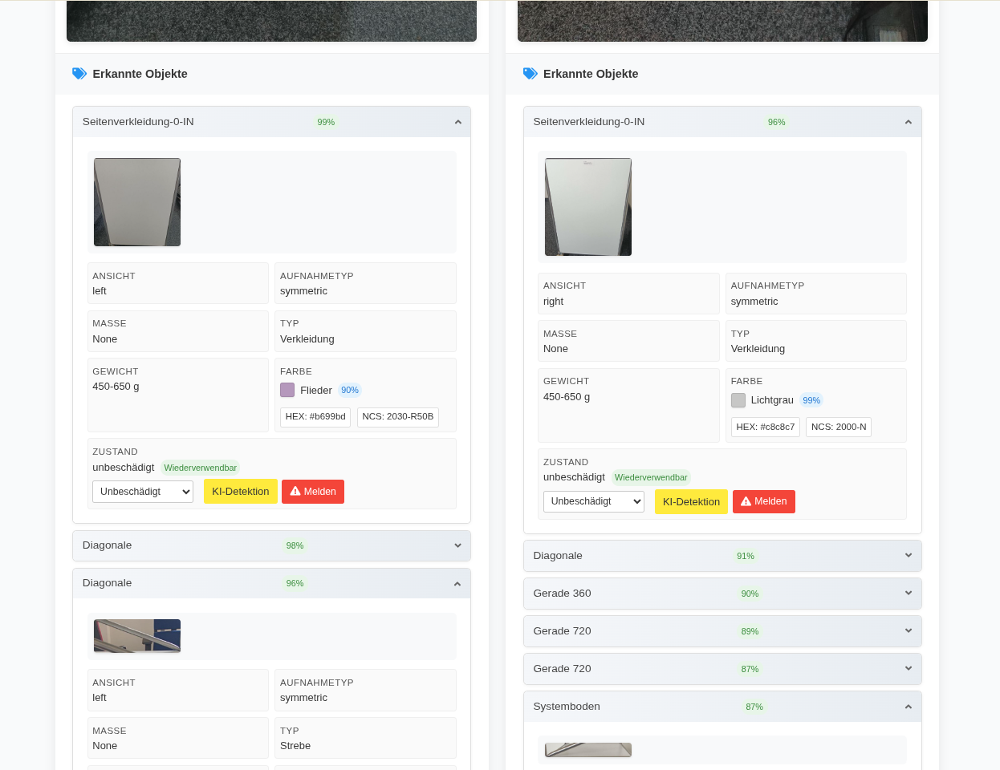 Erkannte Objekte
Seitenverkleidung-0-IN 99%
ANSICHT
left
AUFNAHMETYP
symmetric
MASSE
None
TYP
Verkleidung
GEWICHT
450-650 g
FARBE
Flieder 90%
HEX: #b699bd NCS: 2030-R50B
ZUSTAND
unbeschädigt Wiederverwendbar
Unbeschädigt KI-Detektion Melden
Diagonale 98%
Diagonale 96%
ANSICHT
left
AUFNAHMETYP
symmetric
MASSE
None
TYP
Strebe
Erkannte Objekte
Seitenverkleidung-0-IN 96%
ANSICHT
right
AUFNAHMETYP
symmetric
MASSE
None
TYP
Verkleidung
GEWICHT
450-650 g
FARBE
Lichtgrau 99%
HEX: #c8c8c7 NCS: 2000-N
ZUSTAND
unbeschädigt Wiederverwendbar
Unbeschädigt KI-Detektion Melden
Diagonale 91%
Gerade 360 90%
Gerade 720 89%
Gerade 720 87%
Systemboden 87%